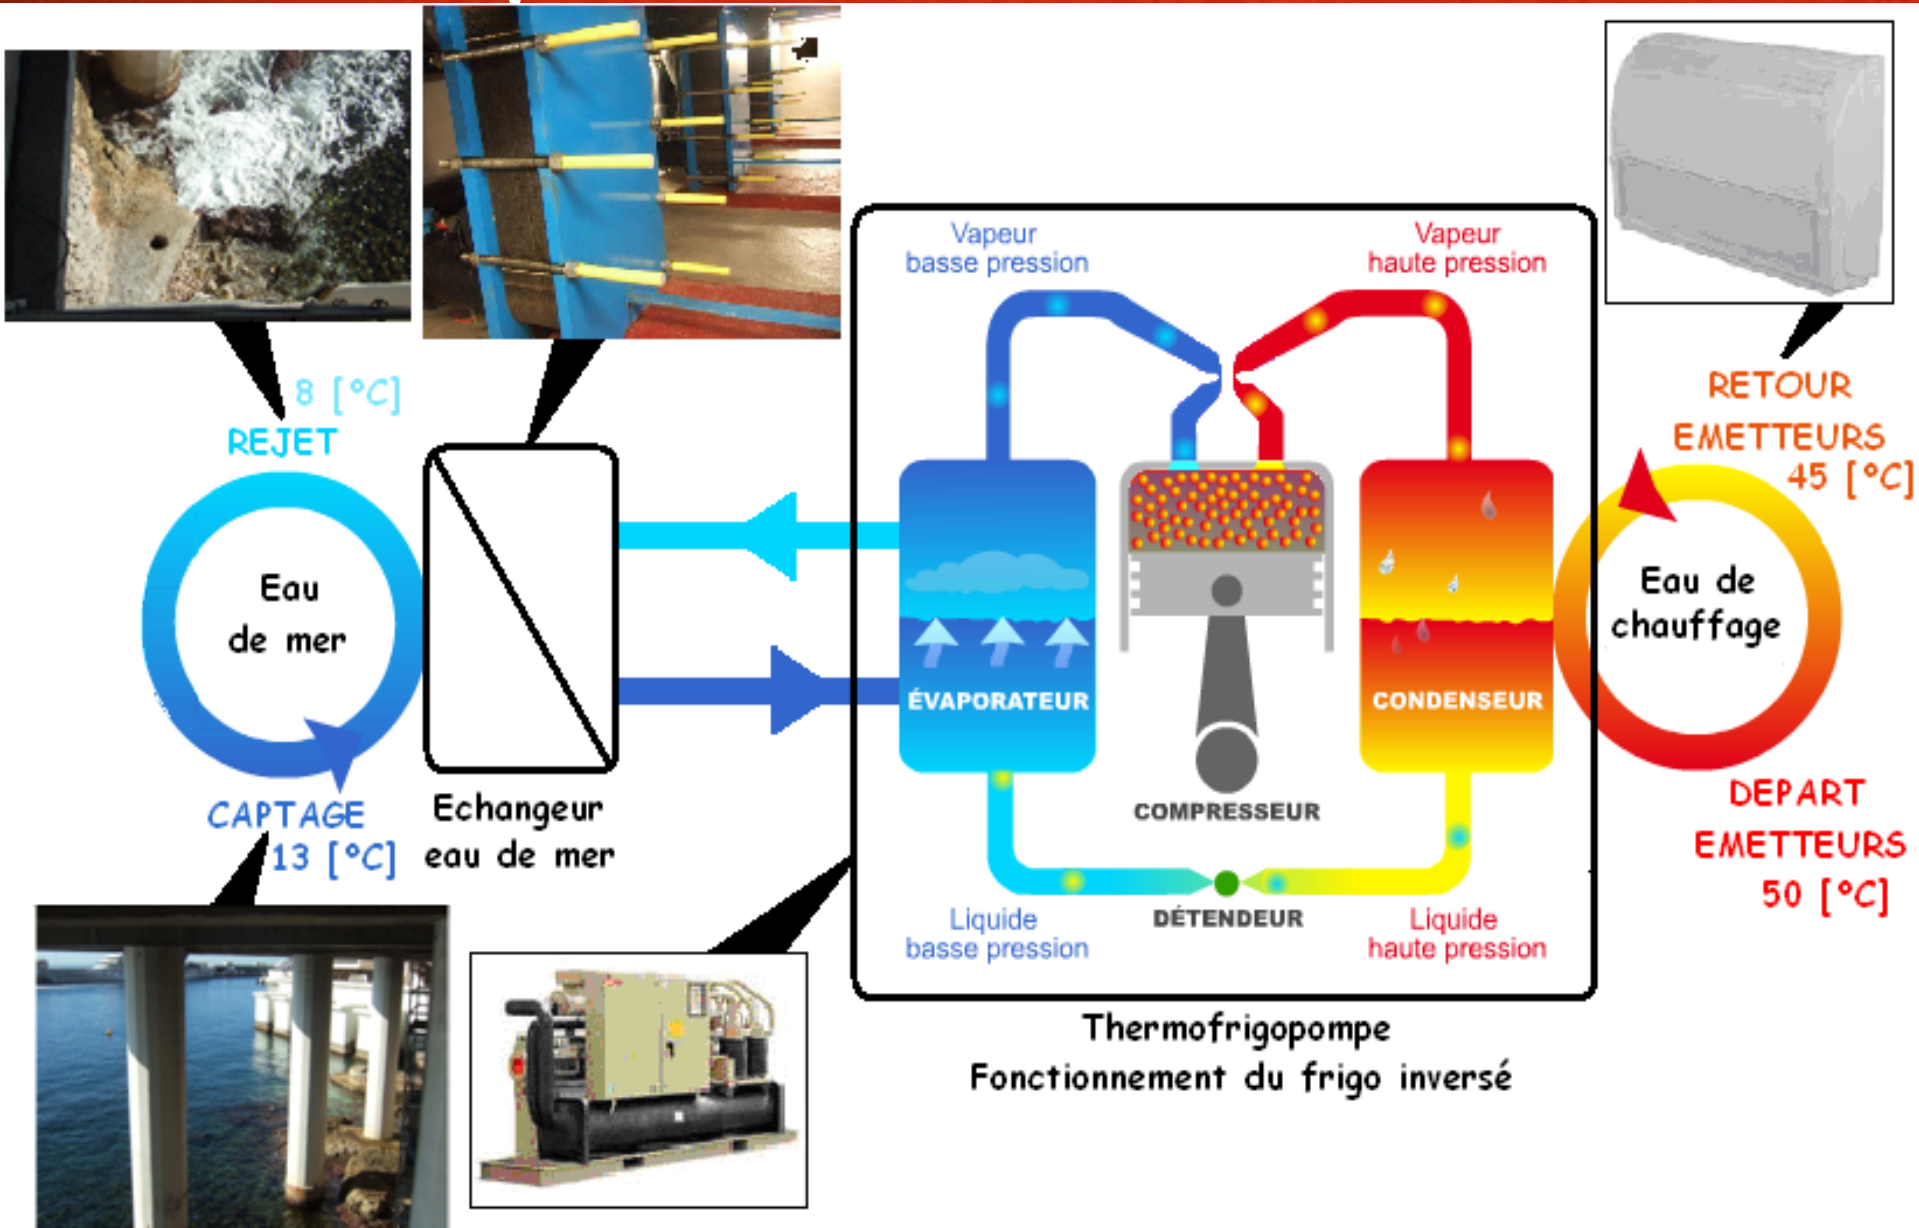 8 [°C]
REJET
Eau
de mer
CAPTAGE
13 [°C]
Echangeur
eau de mer
Vapeur
basse pression
Vapeur
haute pression
ÉVAPORATEUR
COMPRESSEUR
CONDENSEUR
DÉTENDEUR
Liquide
basse pression
Liquide
haute pression
Thermofrigopompe
Fonctionnement du frigo inversé
RETOUR
EMETTEURS
45 [°C]
Eau de
chauffage
DEPART
EMETTEURS
50 [°C]